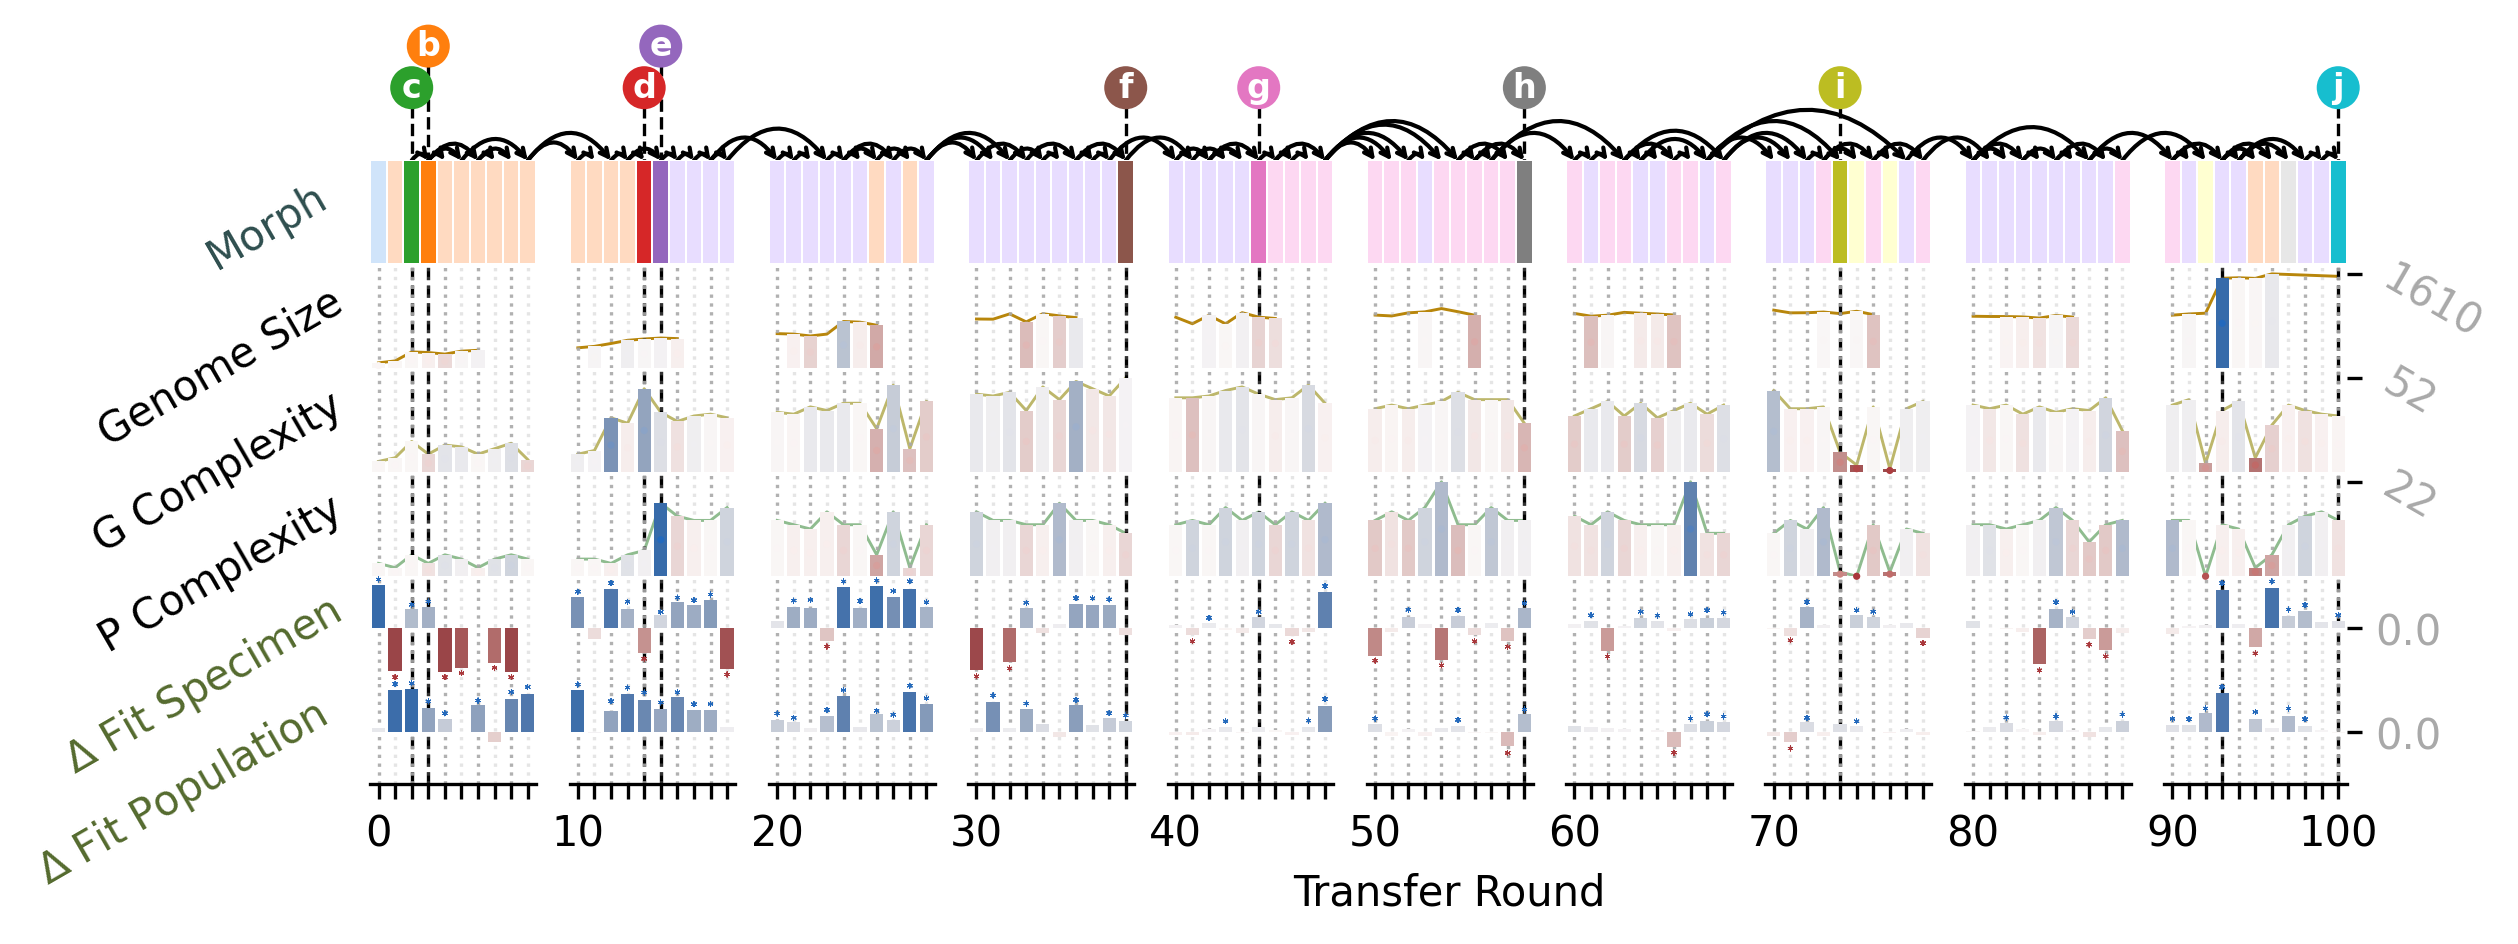 b
e
c
d
f
g
h
i
j
Morph
Genome Size
1610
G Complexity
52
P Complexity
22
Δ Fit Specimen
0.0
Δ Fit Population
0.0
0 10 20 30 40 50 60 70 80 90 100
Transfer Round